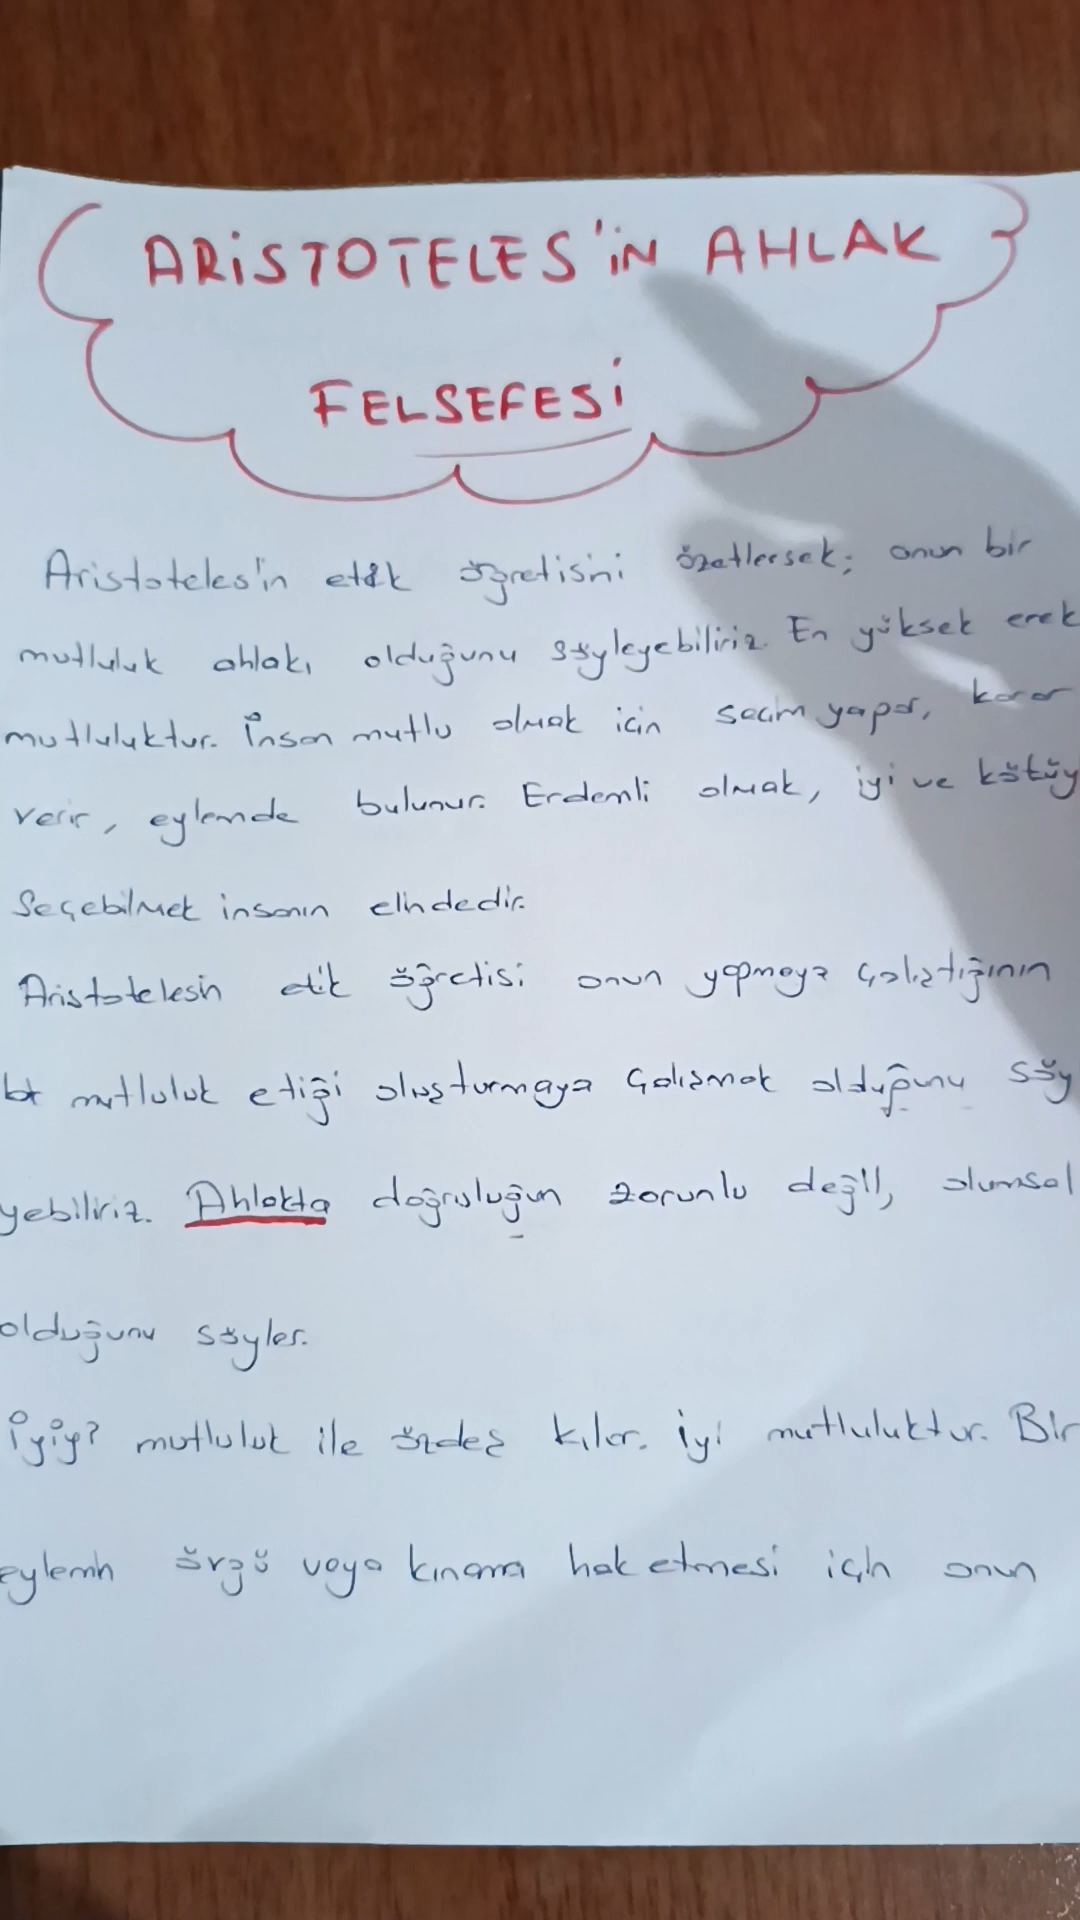 ARİSTOTELES'İN AHLAK
FELSEFESİ
Aristoteles'in etik öğretisini özetlersek; onun bir
mutluluk ahlakı olduğunu söyleyebiliriz. En yüksek erek
mutluluktur. İnsan mutlu olmak için seçim yapar, karar
verir, eylemde bulunur. Erdemli olmak, iyi ve kötüy
Seçebilmek insanın elindedir.
Aristotelesin etik öğretisi onun yapmaya çalıştığının
bir mutluluk etiği oluşturmaya çalışmak olduğunu söy
yebiliriz. Ahlakta doğruluğun zorunlu değil, olumsal
olduğunu söyler.
İyiyi mutluluk ile özdeş kılar. İyi mutluluktur. Bir
eylemin övgü veya kınama hak etmesi için onun